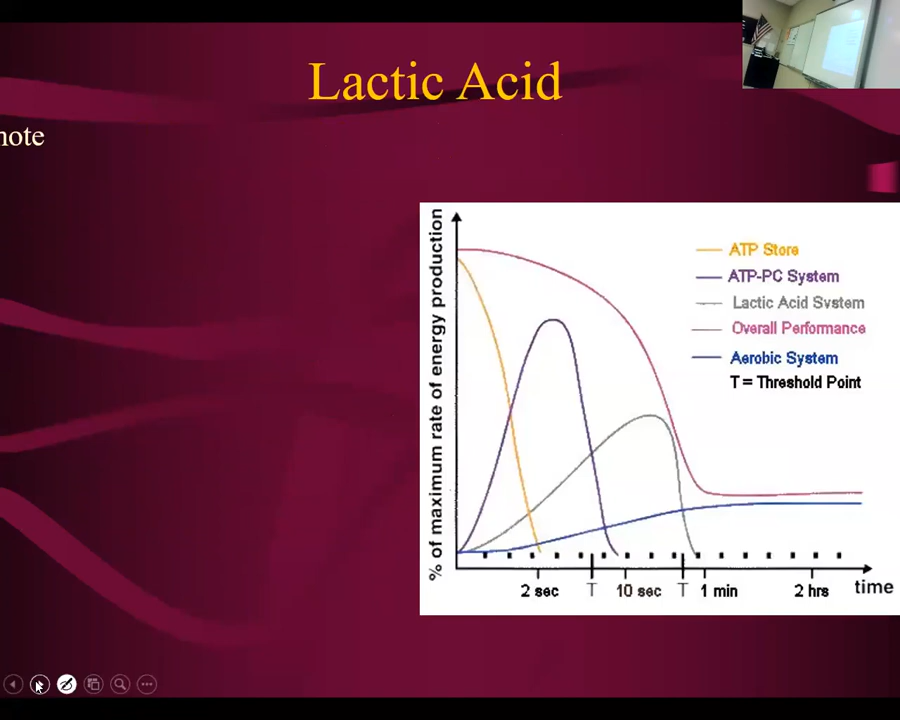 Lactic Acid
note
% of maximum rate of energy production
ATP Store
ATP-PC System
Lactic Acid System
Overall Performance
Aerobic System
T = Threshold Point
2 sec T 10 sec T 1 min 2 hrs time